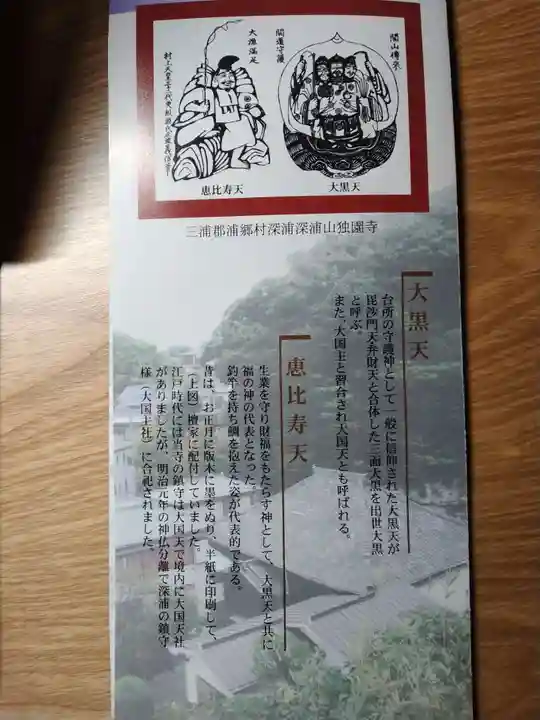 開山傳来
開運守護
大漁満足
大黒天
恵比寿天
三浦郡浦郷村深浦深浦山独園寺
大黒天
台所の守護神として一般に信仰された大黒天が
毘沙門天弁財天と合体した三面大黒を出世大黒
と呼ぶ。
また、大国主と習合され大国天とも呼ばれる。
恵比寿天
生業を守り財福をもたらす神として、大黒天と共に
福の神の代表となった。
釣竿を持ち鯛を抱えた姿が代表的である。
昔は、お正月に版木に墨をぬり、半紙に印刷して、
（上図）檀家に配付していました。
江戸時代には当寺の鎮守は大国天で境内に大国天社
がありましたが、明治元年の神仏分離で深浦の鎮守
様（大国主社）に合祀されました。